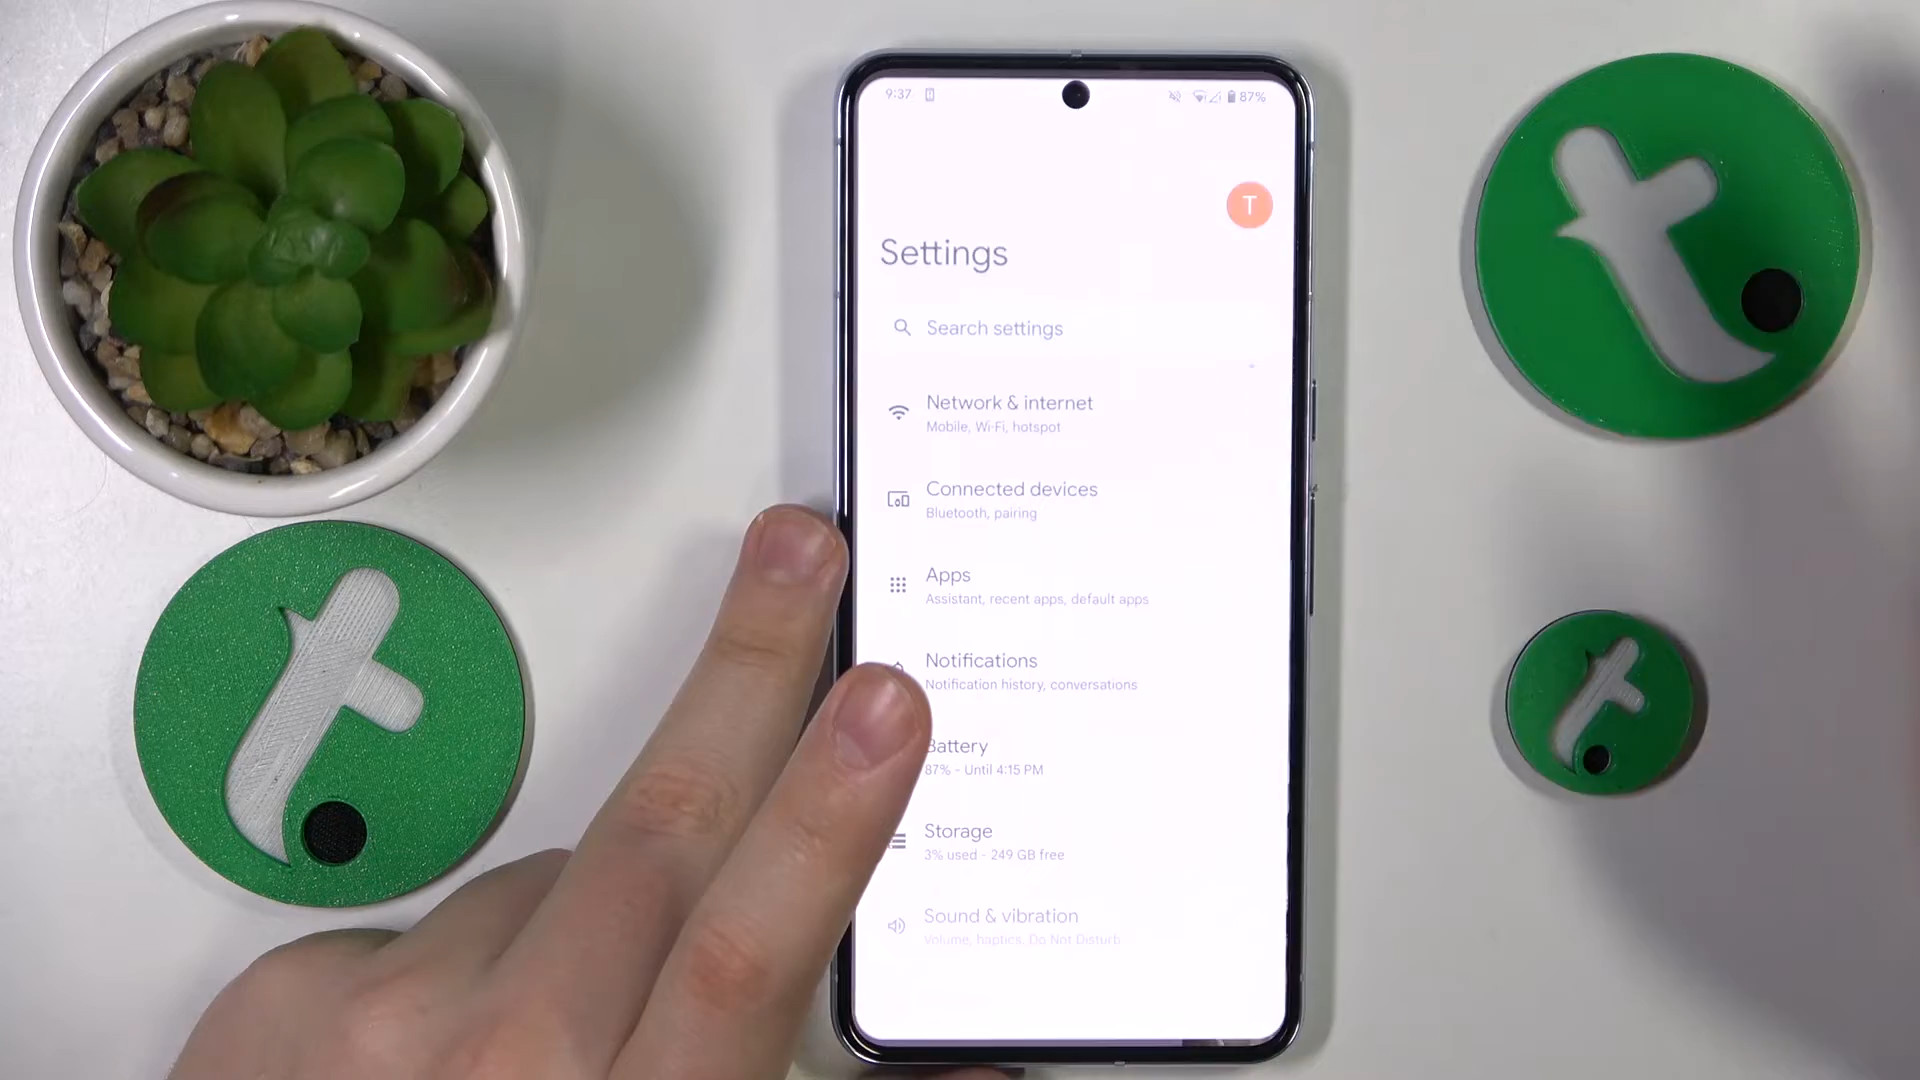 9:37
87%
T
Settings
Search settings
Network & internet
Mobile, Wi-Fi, hotspot
Connected devices
Bluetooth, pairing
Apps
Assistant, recent apps, default apps
Notifications
Notification history, conversations
Battery
87% - Until 4:15 PM
Storage
3% used - 249 GB free
Sound & vibration
Volume, haptics, Do Not Disturb
t
t
t